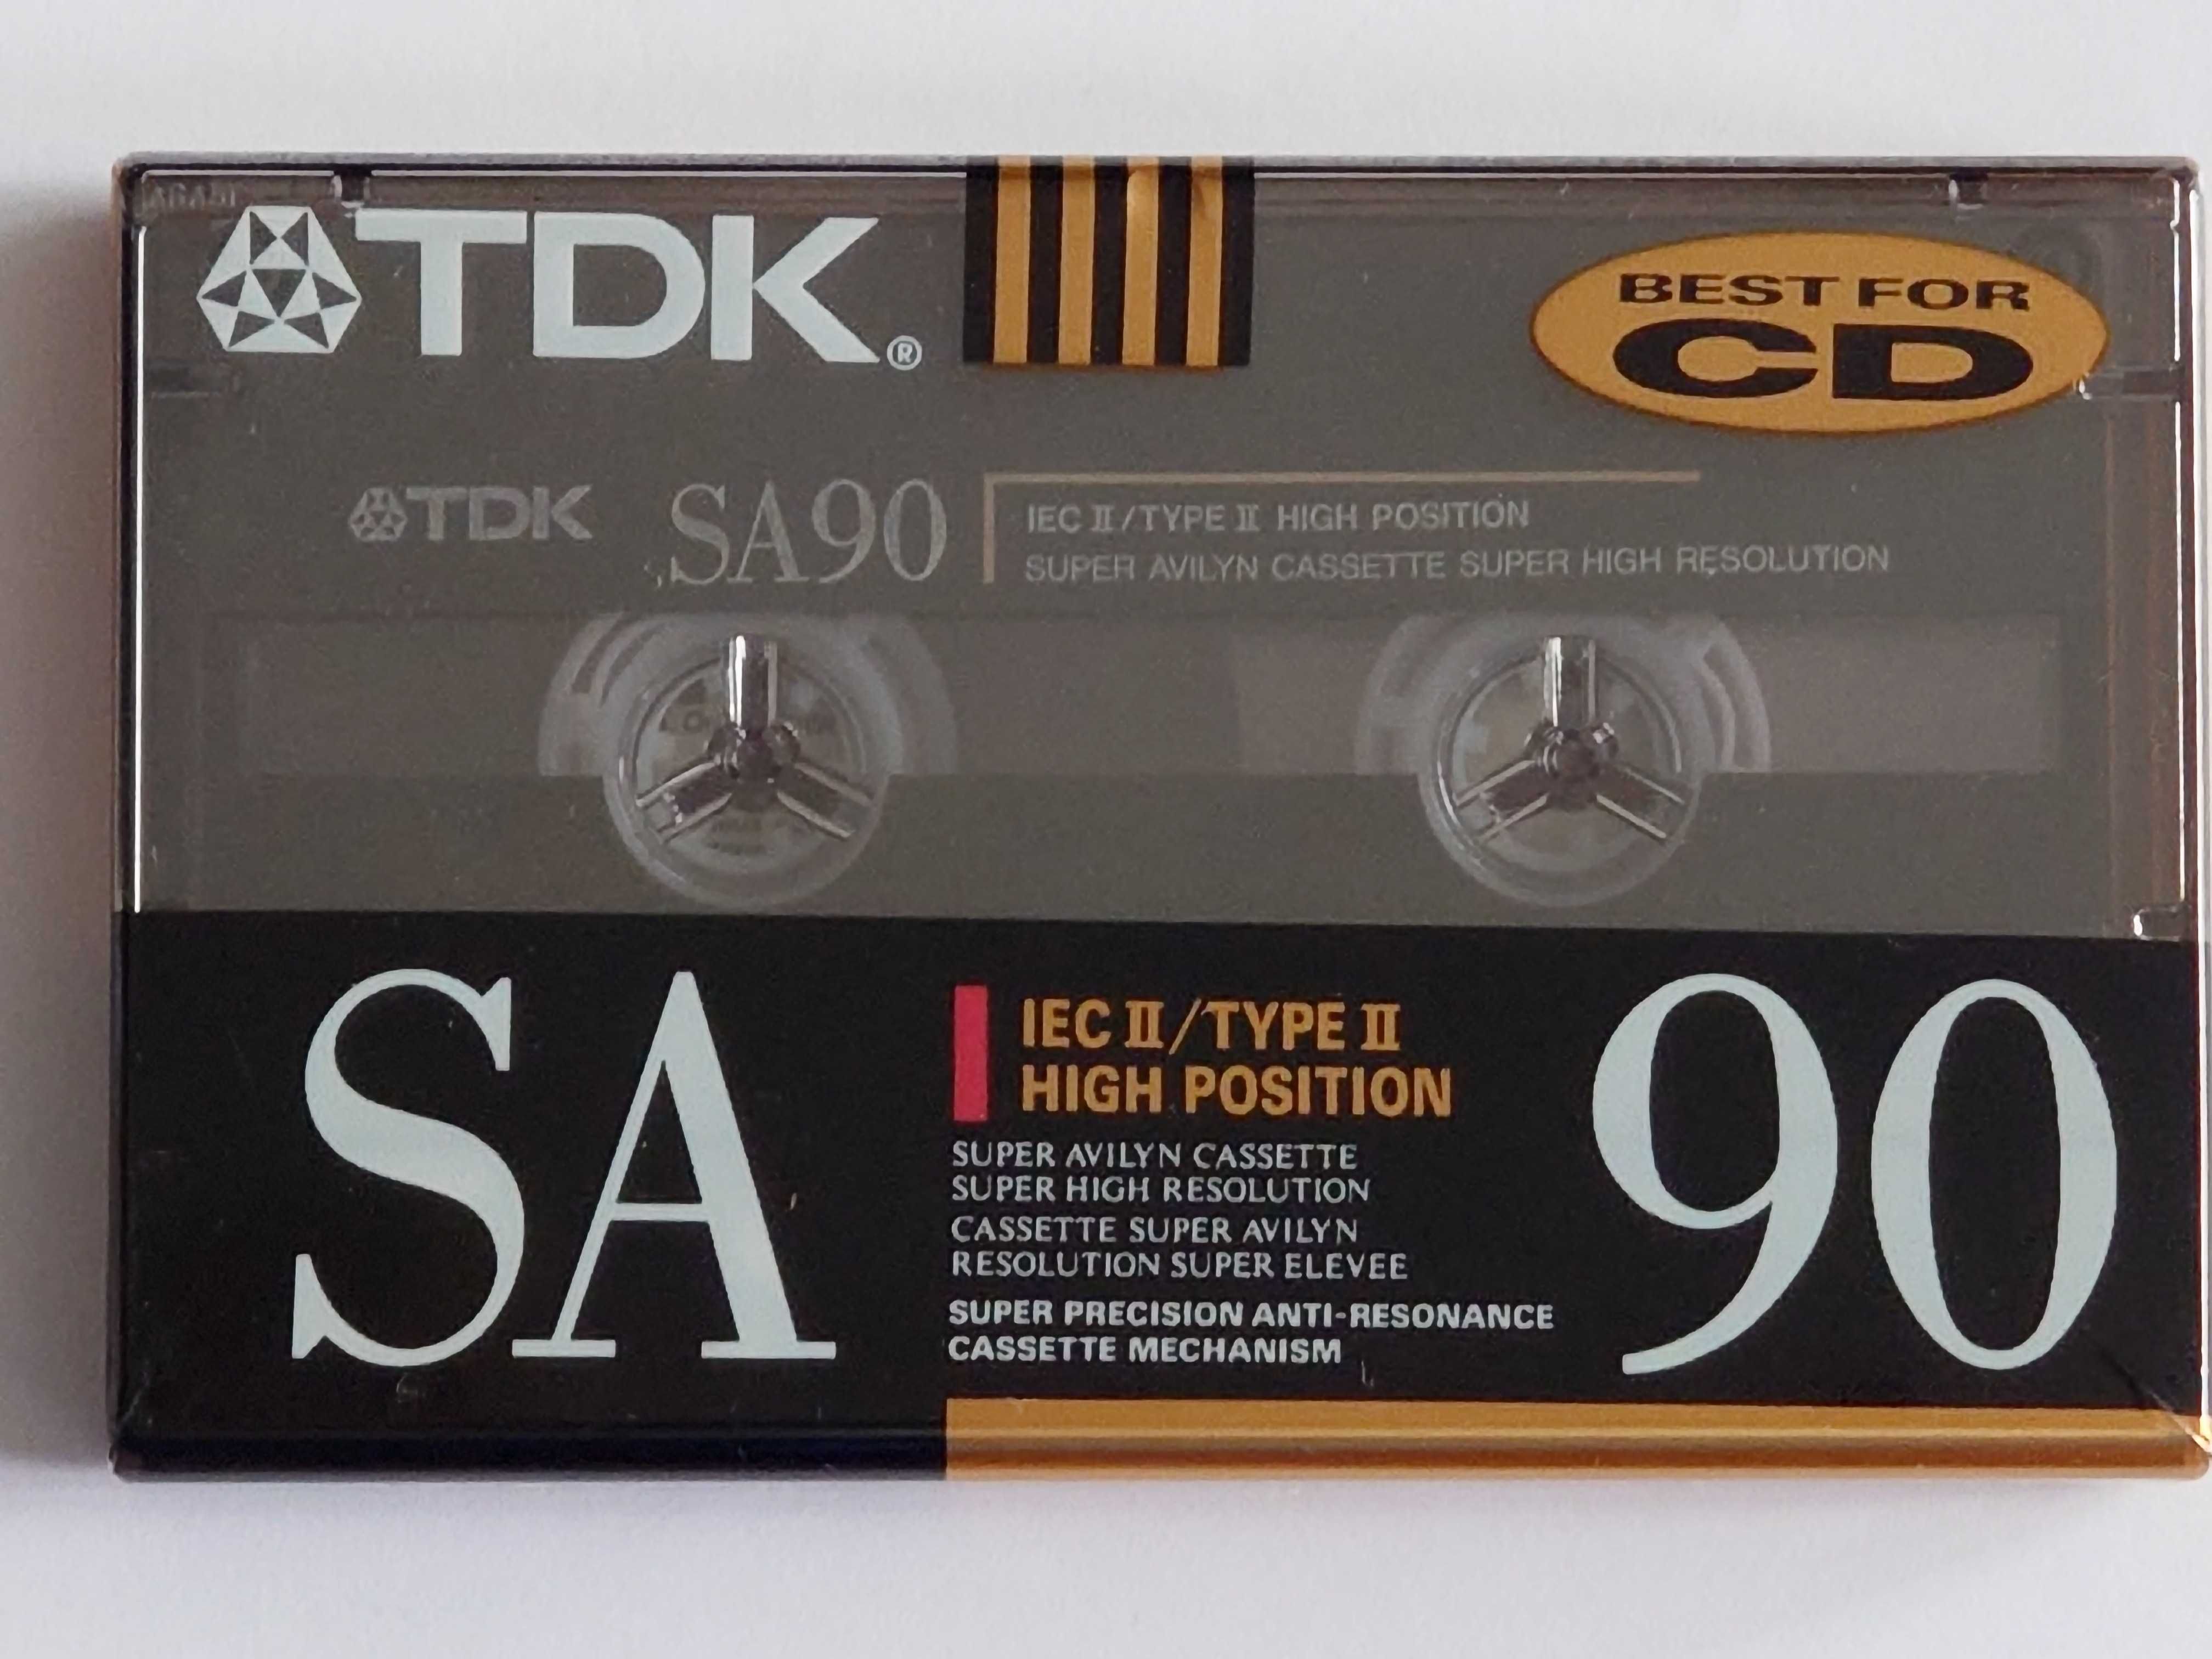 TDK®
BEST FOR
CD
TDK SA90
IEC II/TYPE II HIGH POSITION
SUPER AVILYN CASSETTE SUPER HIGH RESOLUTION
SA
IEC II/TYPE II
HIGH POSITION
90
SUPER AVILYN CASSETTE
SUPER HIGH RESOLUTION
CASSETTE SUPER AVILYN
RESOLUTION SUPER ELEVEE
SUPER PRECISION ANTI-RESONANCE
CASSETTE MECHANISM